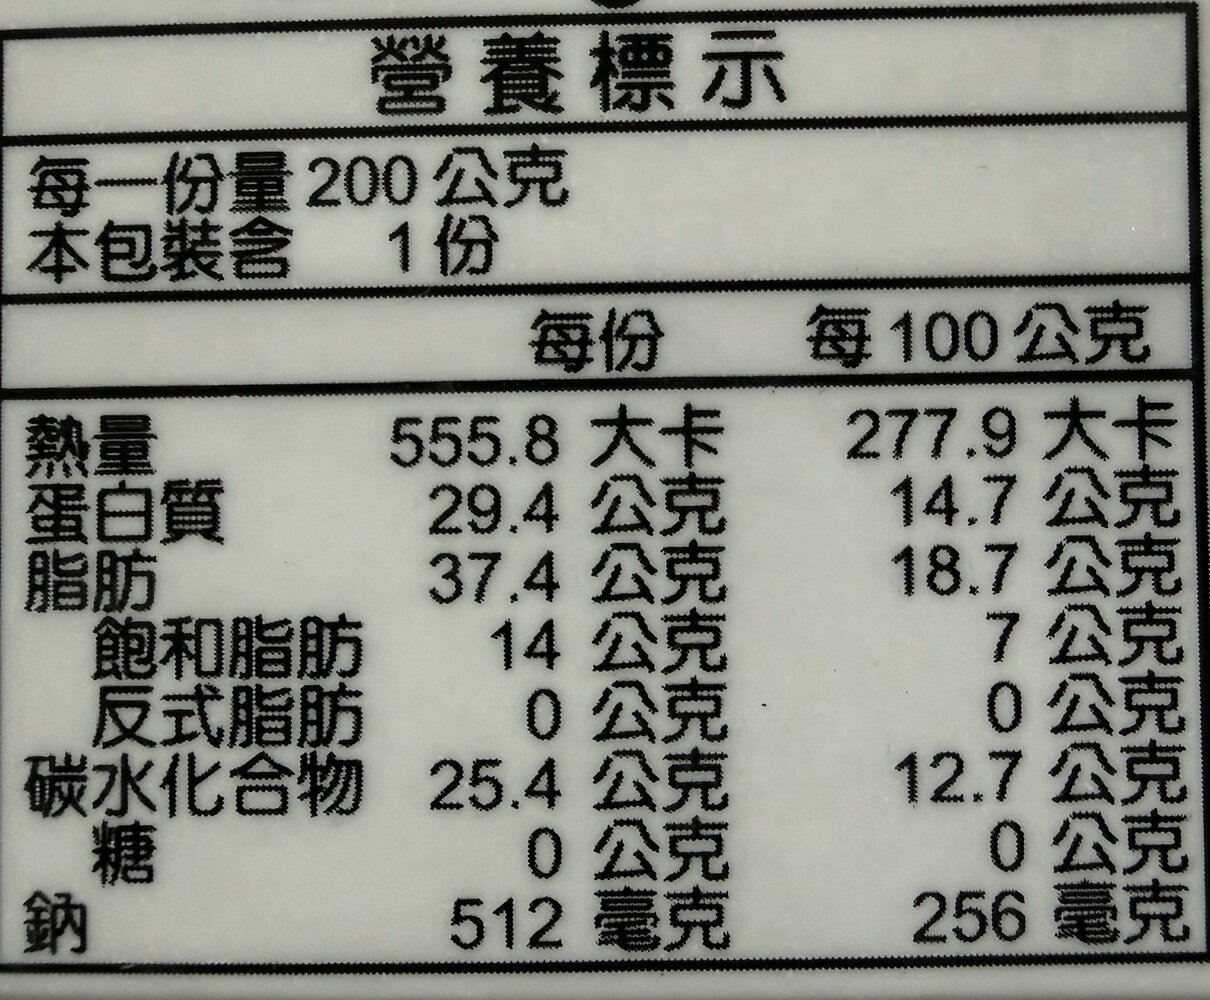 營養標示
每一份量 200 公克
本包裝含 1 份
每份 每 100 公克
熱量 555.8 大卡 277.9 大卡
蛋白質 29.4 公克 14.7 公克
脂肪 37.4 公克 18.7 公克
飽和脂肪 14 公克 7 公克
反式脂肪 0 公克 0 公克
碳水化合物 25.4 公克 12.7 公克
糖 0 公克 0 公克
鈉 512 毫克 256 毫克